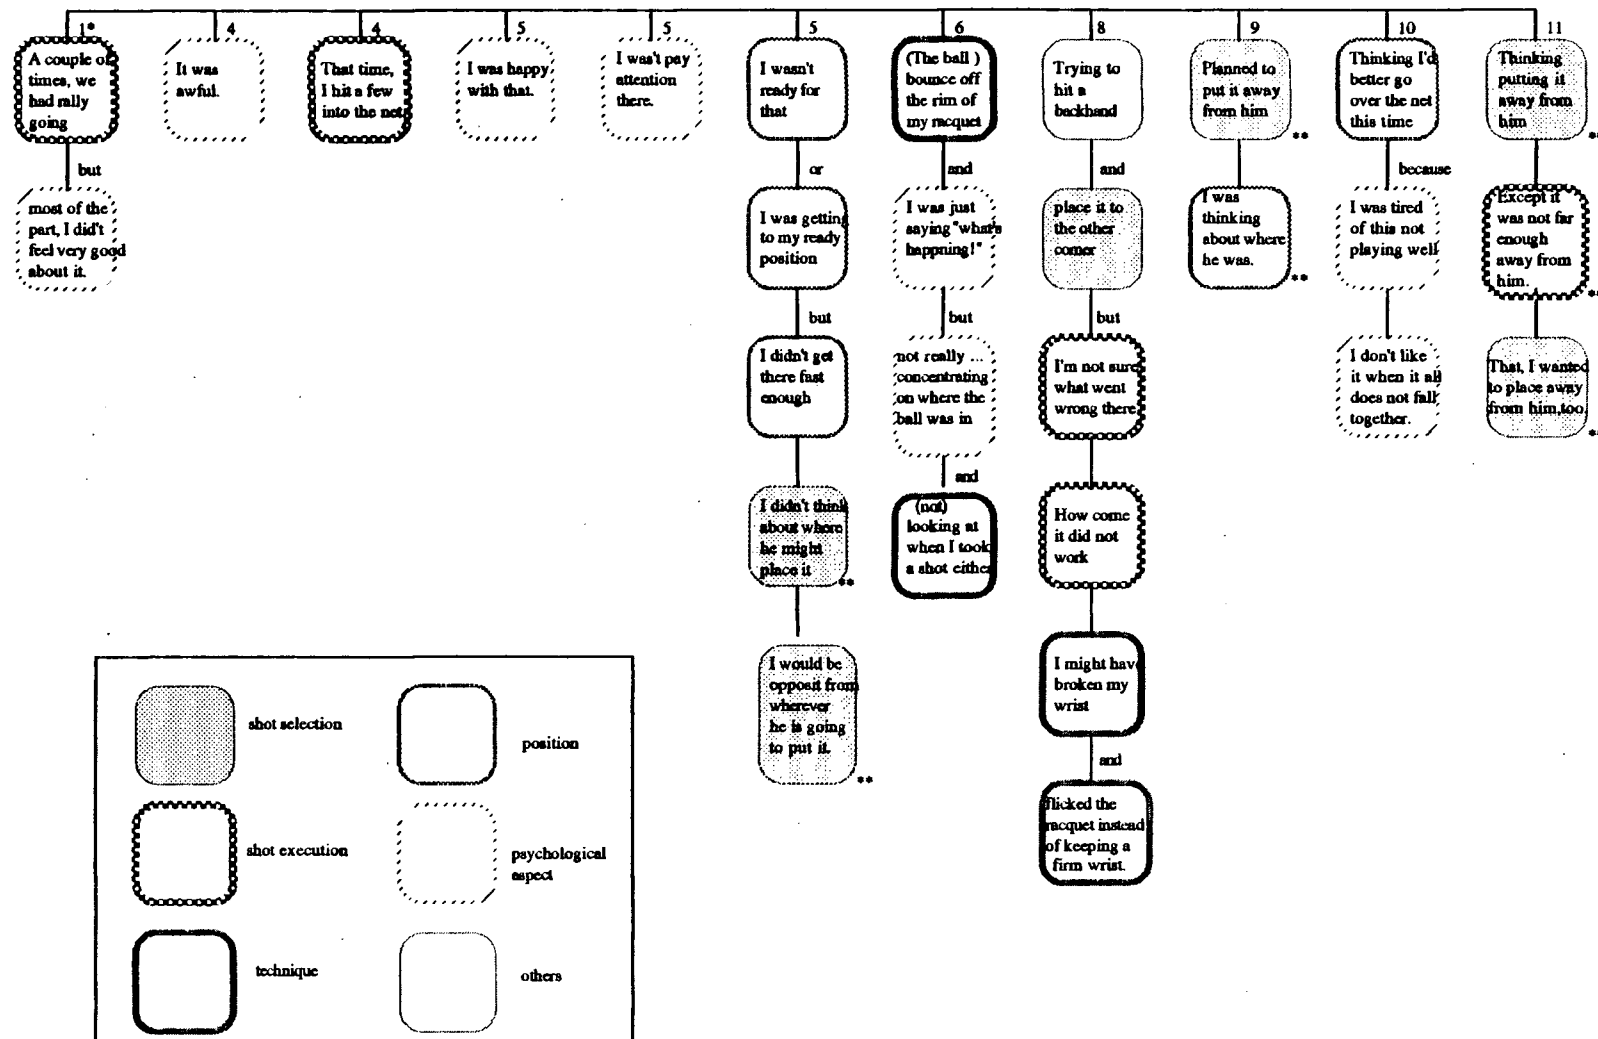 1*
A couple of
times, we
had rally
going
but
most of the
part, I did't
feel very good
about it.
4
It was
awful.
4
That time,
I hit a few
into the net
5
I was happy
with that.
5
I was't pay
attention
there.
5
I wasn't
ready for
that
or
I was getting
to my ready
position
but
I didn't get
there fast
enough
I didn't think
about where
he might
place it
**
I would be
opposit from
wherever
he is going
to put it.
**
6
(The ball )
bounce off
the rim of
my racquet
and
I was just
saying "what's
happning!"
but
not really ...
concentrating
on where the
ball was in
and
(not)
looking at
when I took
a shot either
8
Trying to
hit a
backhand
and
place it to
the other
corner
but
I'm not sure
what went
wrong there
How come
it did not
work
I might have
broken my
wrist
and
flicked the
racquet instead
of keeping a
firm wrist.
9
Planned to
put it away
from him
**
I was
thinking
about where
he was.
**
10
Thinking I'd
better go
over the net
this time
because
I was tired
of this not
playing well
I don't like
it when it all
does not fall
together.
11
Thinking
putting it
away from
him
**
Except it
was not far
enough
away from
him.
**
That, I wanted
to place away
from him,too.
**
shot selection
position
shot execution
psychological
aspect
technique
others